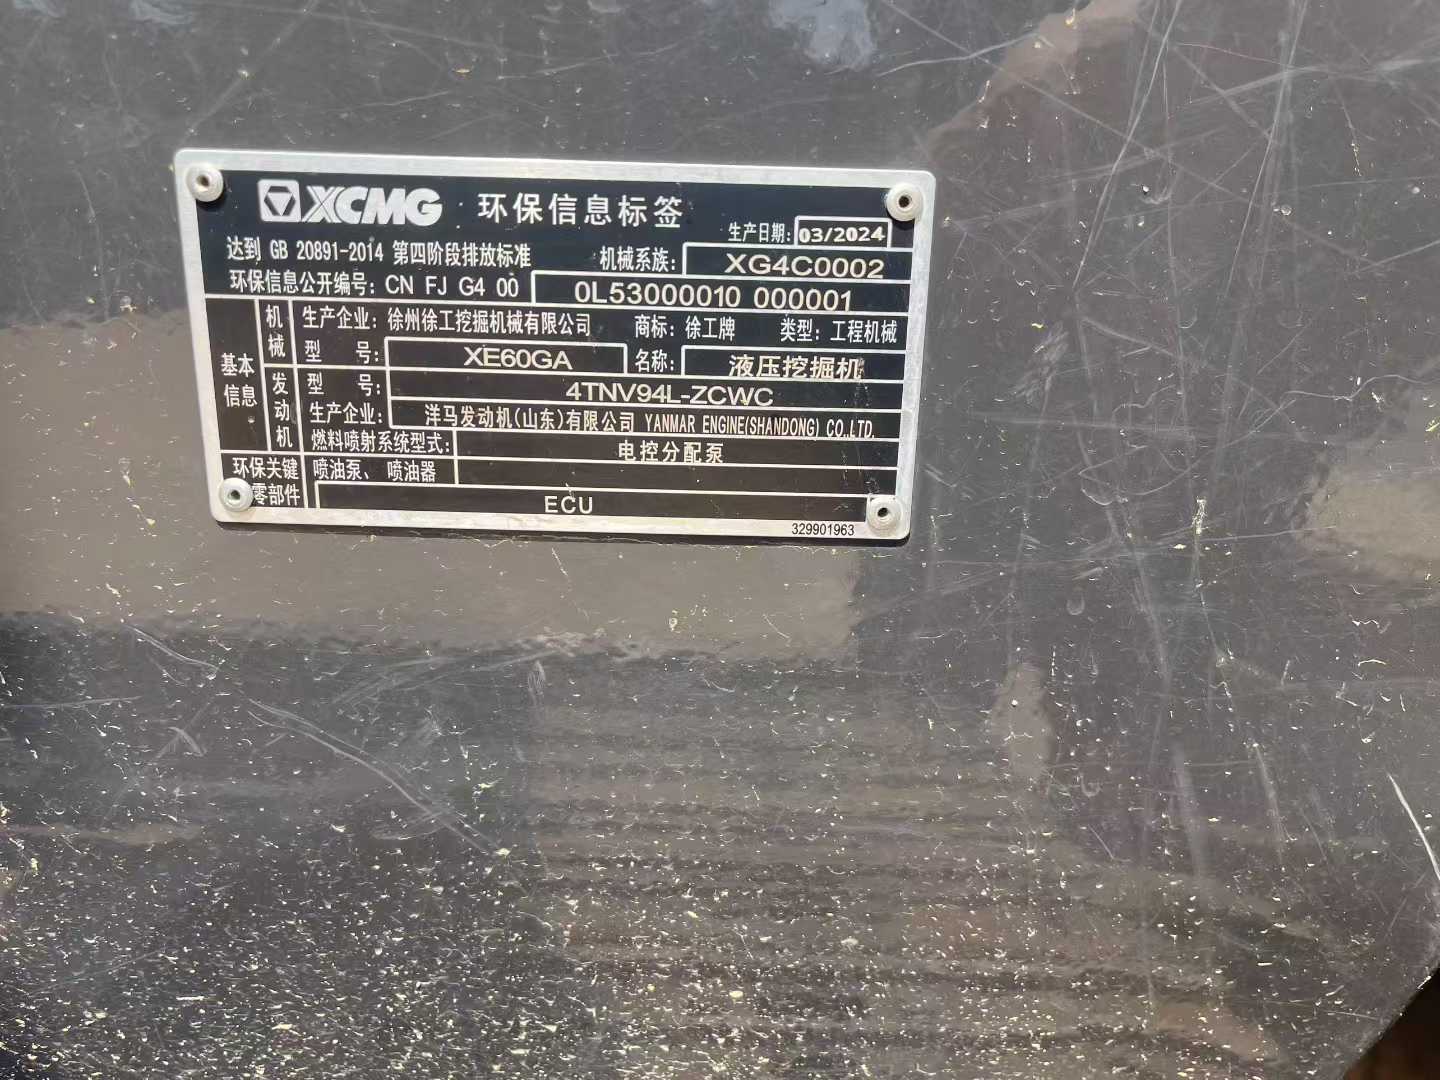 XCMG 环保信息标签
生产日期: 03/2024
达到 GB 20891-2014 第四阶段排放标准 机械系族: XG4C0002
环保信息公开编号: CN FJ G4 00 0L53000010 000001
基本信息
机械
生产企业: 徐州徐工挖掘机械有限公司 商标: 徐工牌 类型: 工程机械
型 号: XE60GA 名称: 液压挖掘机
发动机
型 号: 4TNV94L-ZCWC
生产企业: 洋马发动机(山东)有限公司 YANMAR ENGINE(SHANDONG) CO.,LTD.
燃料喷射系统型式: 电控分配泵
环保关键零部件
喷油泵、喷油器
ECU
329901963